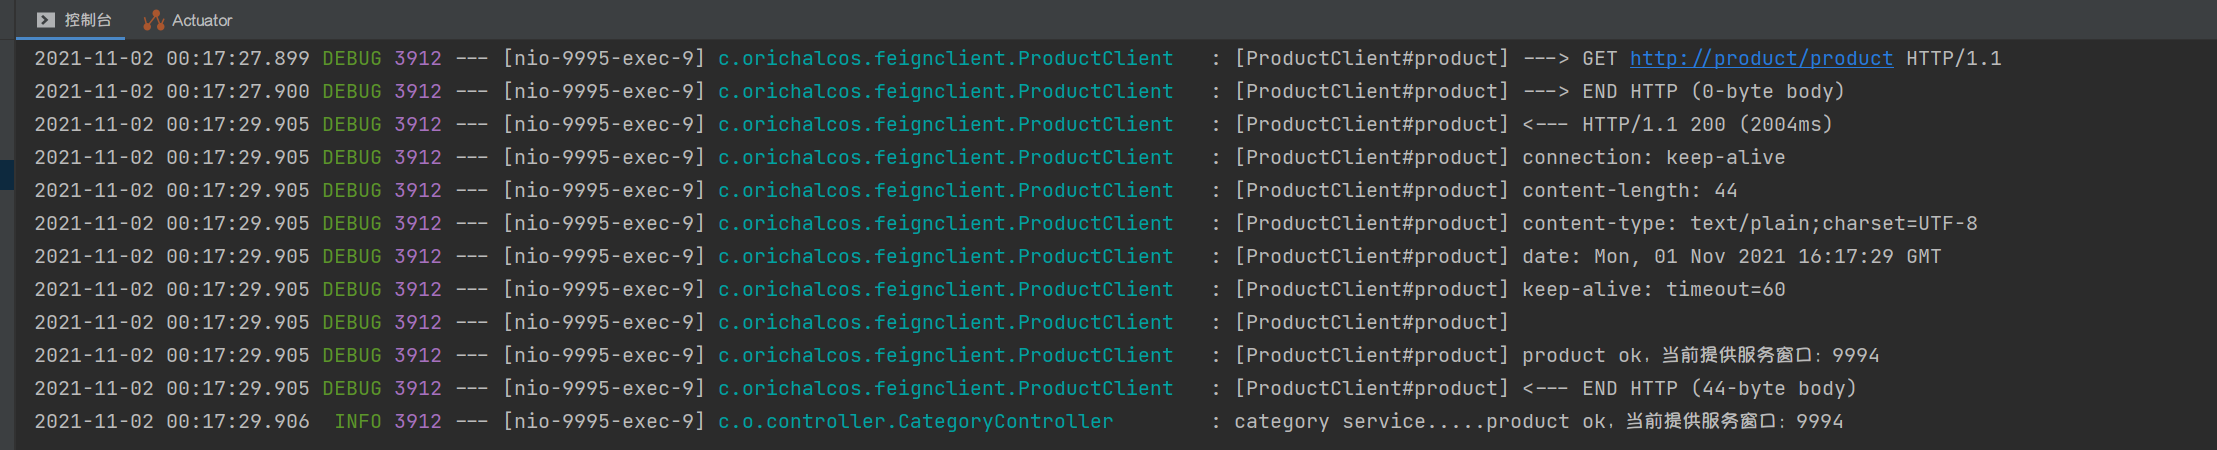 控制台 Actuator
2021-11-02 00:17:27.899 DEBUG 3912 --- [nio-9995-exec-9] c.orichalcos.feignclient.ProductClient : [ProductClient#product] ---> GET http://product/product HTTP/1.1
2021-11-02 00:17:27.900 DEBUG 3912 --- [nio-9995-exec-9] c.orichalcos.feignclient.ProductClient : [ProductClient#product] ---> END HTTP (0-byte body)
2021-11-02 00:17:29.905 DEBUG 3912 --- [nio-9995-exec-9] c.orichalcos.feignclient.ProductClient : [ProductClient#product] <--- HTTP/1.1 200 (2004ms)
2021-11-02 00:17:29.905 DEBUG 3912 --- [nio-9995-exec-9] c.orichalcos.feignclient.ProductClient : [ProductClient#product] connection: keep-alive
2021-11-02 00:17:29.905 DEBUG 3912 --- [nio-9995-exec-9] c.orichalcos.feignclient.ProductClient : [ProductClient#product] content-length: 44
2021-11-02 00:17:29.905 DEBUG 3912 --- [nio-9995-exec-9] c.orichalcos.feignclient.ProductClient : [ProductClient#product] content-type: text/plain;charset=UTF-8
2021-11-02 00:17:29.905 DEBUG 3912 --- [nio-9995-exec-9] c.orichalcos.feignclient.ProductClient : [ProductClient#product] date: Mon, 01 Nov 2021 16:17:29 GMT
2021-11-02 00:17:29.905 DEBUG 3912 --- [nio-9995-exec-9] c.orichalcos.feignclient.ProductClient : [ProductClient#product] keep-alive: timeout=60
2021-11-02 00:17:29.905 DEBUG 3912 --- [nio-9995-exec-9] c.orichalcos.feignclient.ProductClient : [ProductClient#product]
2021-11-02 00:17:29.905 DEBUG 3912 --- [nio-9995-exec-9] c.orichalcos.feignclient.ProductClient : [ProductClient#product] product ok，当前提供服务窗口：9994
2021-11-02 00:17:29.905 DEBUG 3912 --- [nio-9995-exec-9] c.orichalcos.feignclient.ProductClient : [ProductClient#product] <--- END HTTP (44-byte body)
2021-11-02 00:17:29.906 INFO 3912 --- [nio-9995-exec-9] c.o.controller.CategoryController : category service.....product ok，当前提供服务窗口：9994